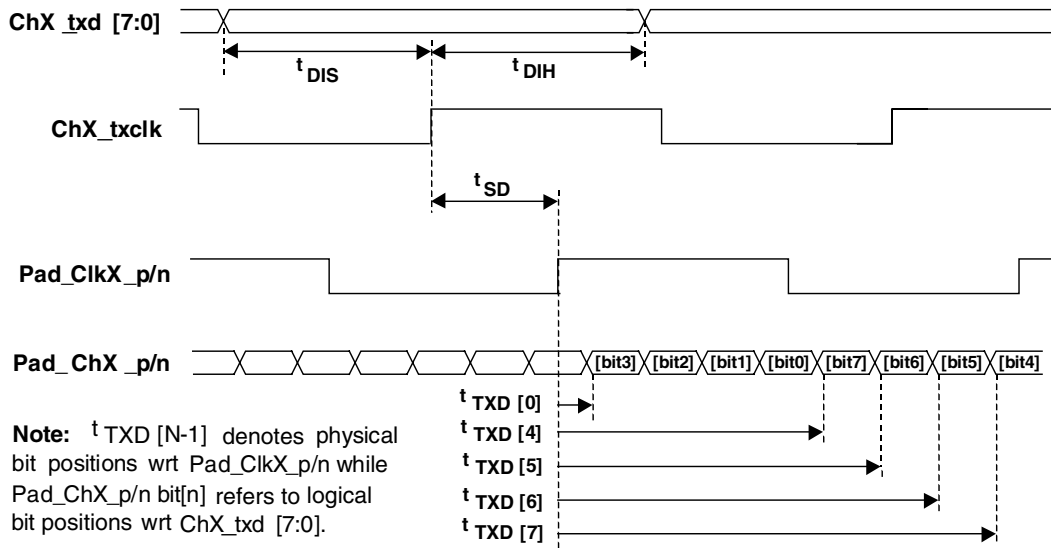 ChX _txd [7:0]
t DIS
t DIH
ChX_txclk
t SD
Pad_ClkX_p/n
Pad_ ChX _p/n
[bit3] [bit2] [bit1] [bit0] [bit7] [bit6] [bit5] [bit4]
t TXD [0]
t TXD [4]
t TXD [5]
t TXD [6]
t TXD [7]
Note: t TXD [N-1] denotes physical
bit positions wrt Pad_ClkX_p/n while
Pad_ChX_p/n bit[n] refers to logical
bit positions wrt ChX_txd [7:0].